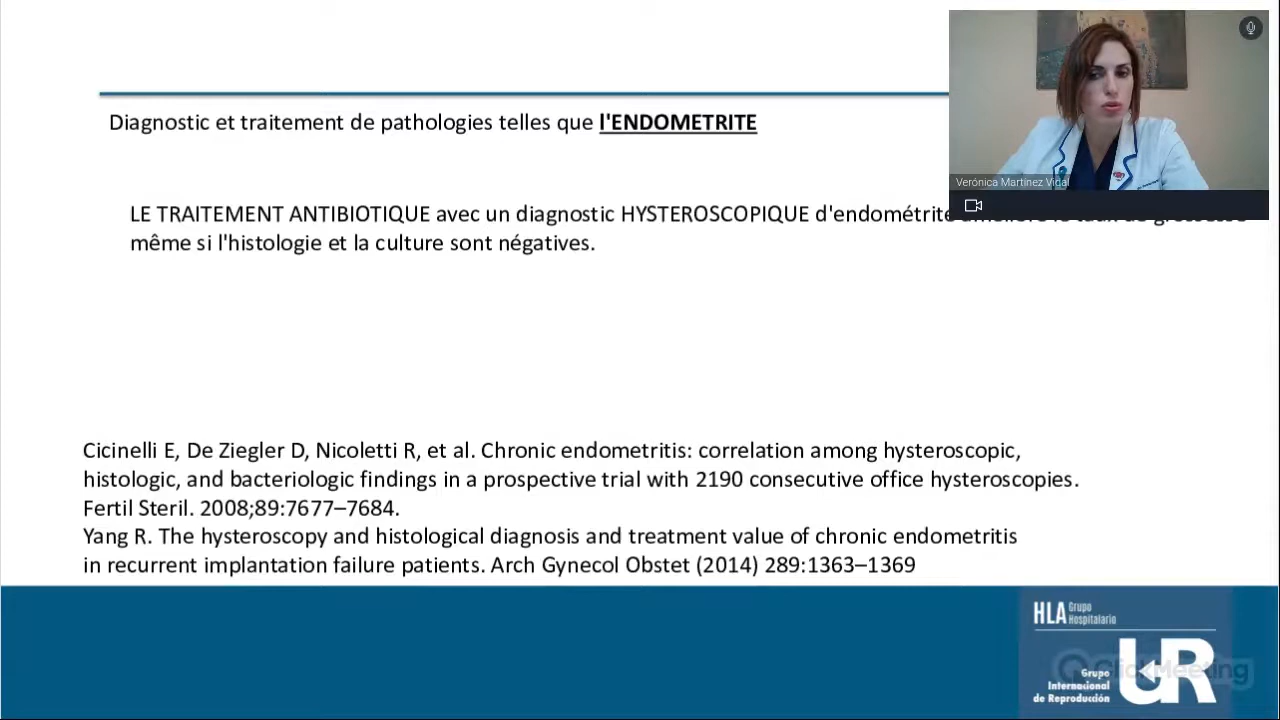 Diagnostic et traitement de pathologies telles que l'ENDOMETRITE
Verónica Martínez Vidal
LE TRAITEMENT ANTIBIOTIQUE avec un diagnostic HYSTEROSCOPIQUE d'endométrite
même si l'histologie et la culture sont négatives.
Cicinelli E, De Ziegler D, Nicoletti R, et al. Chronic endometritis: correlation among hysteroscopic,
histologic, and bacteriologic findings in a prospective trial with 2190 consecutive office hysteroscopies.
Fertil Steril. 2008;89:7677–7684.
Yang R. The hysteroscopy and histological diagnosis and treatment value of chronic endometritis
in recurrent implantation failure patients. Arch Gynecol Obstet (2014) 289:1363–1369
HLA Grupo
Hospitalario
ClickMeeting
UR
Grupo
Internacional
de Reproducción